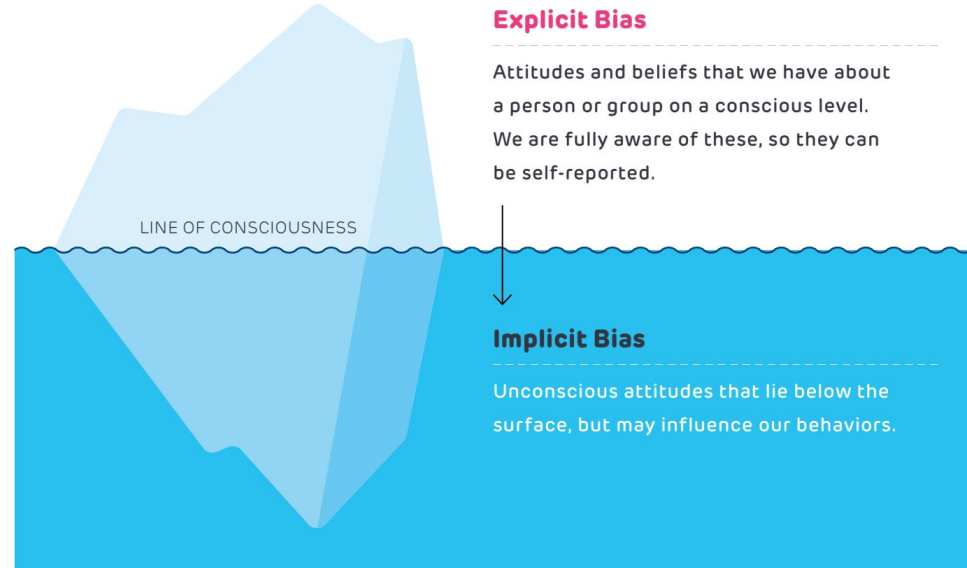 Explicit Bias
Attitudes and beliefs that we have about
a person or group on a conscious level.
We are fully aware of these, so they can
be self-reported.
LINE OF CONSCIOUSNESS
Implicit Bias
Unconscious attitudes that lie below the
surface, but may influence our behaviors.